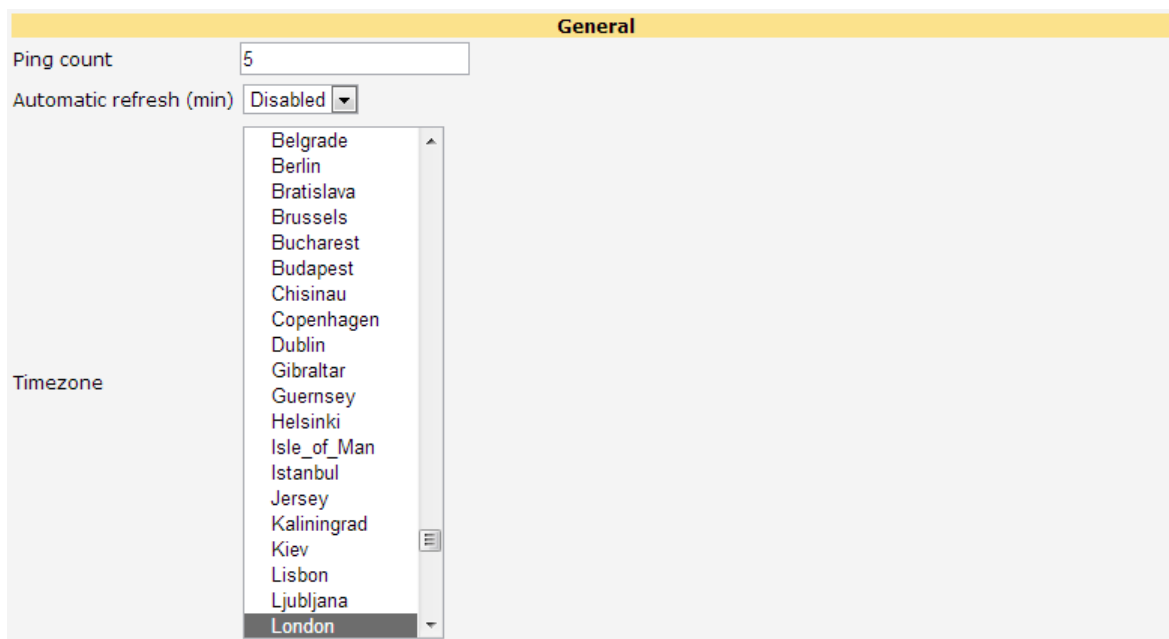 General
Ping count 5
Automatic refresh (min) Disabled
Timezone
Belgrade
Berlin
Bratislava
Brussels
Bucharest
Budapest
Chisinau
Copenhagen
Dublin
Gibraltar
Guernsey
Helsinki
Isle_of_Man
Istanbul
Jersey
Kaliningrad
Kiev
Lisbon
Ljubljana
London